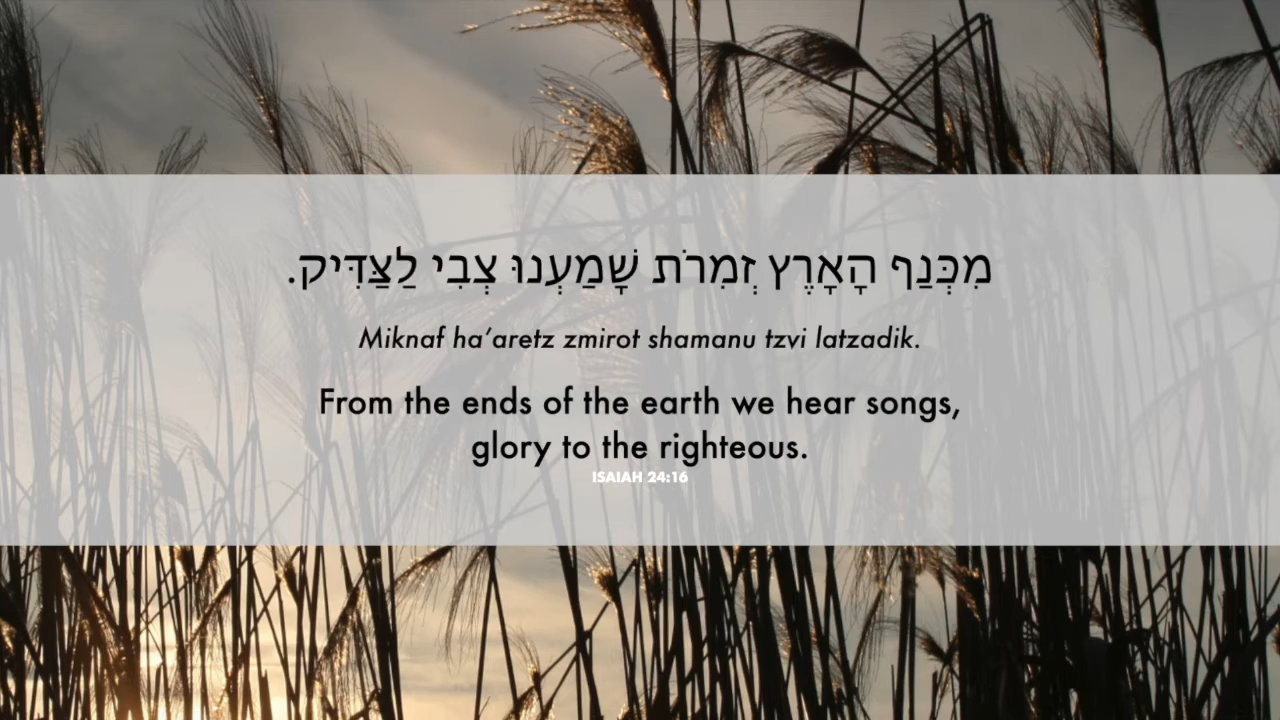 מִכְּנַף הָאָרֶץ זְמִרֹת שָׁמַעְנוּ צְבִי לַצַּדִּיק.
Miknaf ha’aretz zmirot shamanu tzvi latzadik.
From the ends of the earth we hear songs,
glory to the righteous.
ISAIAH 24:16